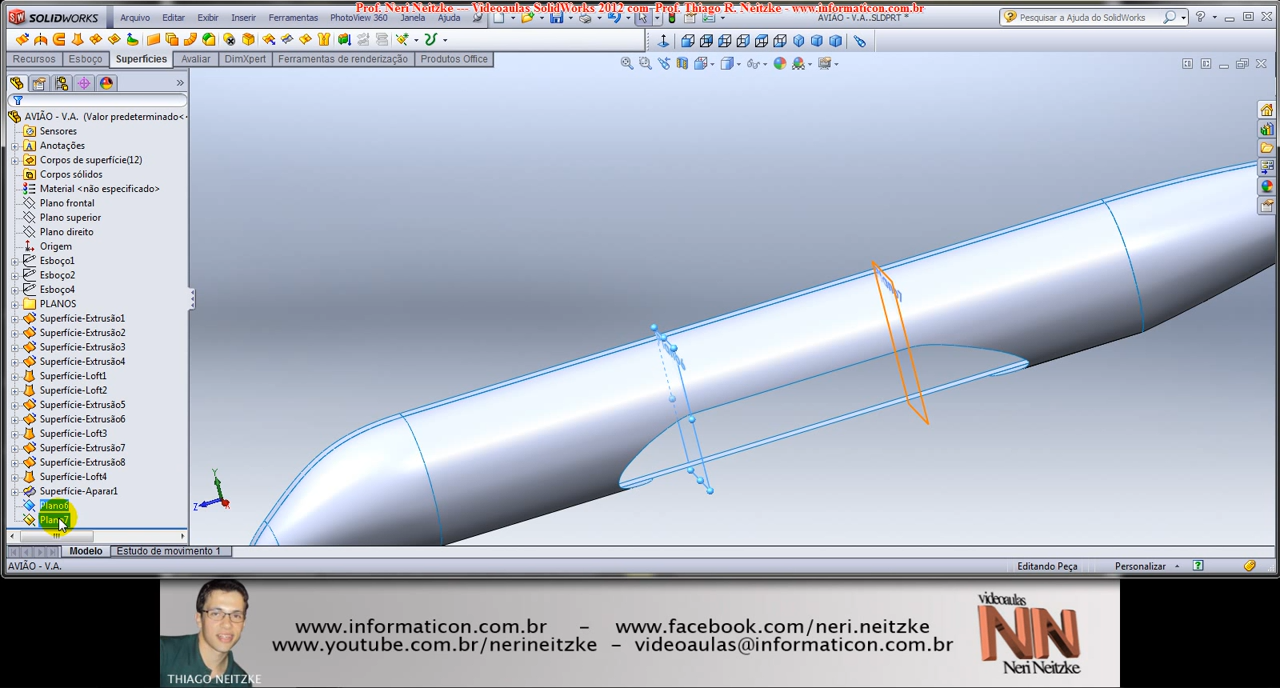 Prof. Neri Neitzke --- Videoaulas SolidWorks 2012 com Prof. Thiago R. Neitzke - www.informaticon.com.br
SOLIDWORKS
Arquivo Editar Exibir Inserir Ferramentas PhotoView 360 Janela Ajuda
AVIÃO - V.A..SLDPRT *
Pesquisar a Ajuda do SolidWorks
Recursos Esboço Superfícies Avaliar DimXpert Ferramentas de renderização Produtos Office
AVIÃO - V.A. (Valor predeterminado<
Sensores
Anotações
Corpos de superfície(12)
Corpos sólidos
Material <não especificado>
Plano frontal
Plano superior
Plano direito
Origem
Esboço1
Esboço2
Esboço4
PLANOS
Superfície-Extrusão1
Superfície-Extrusão2
Superfície-Extrusão3
Superfície-Extrusão4
Superfície-Loft1
Superfície-Loft2
Superfície-Extrusão5
Superfície-Extrusão6
Superfície-Loft3
Superfície-Extrusão7
Superfície-Extrusão8
Superfície-Loft4
Superfície-Aparar1
Plano6
Plano7
Y
Z
Modelo Estudo de movimento 1
AVIÃO - V.A.
Editando Peça
Personalizar
www.informaticon.com.br - www.facebook.com/neri.neitzke
www.youtube.com.br/nerineitzke - videoaulas@informaticon.com.br
THIAGO NEITZKE
videoaulas
NN
Neri Neitzke